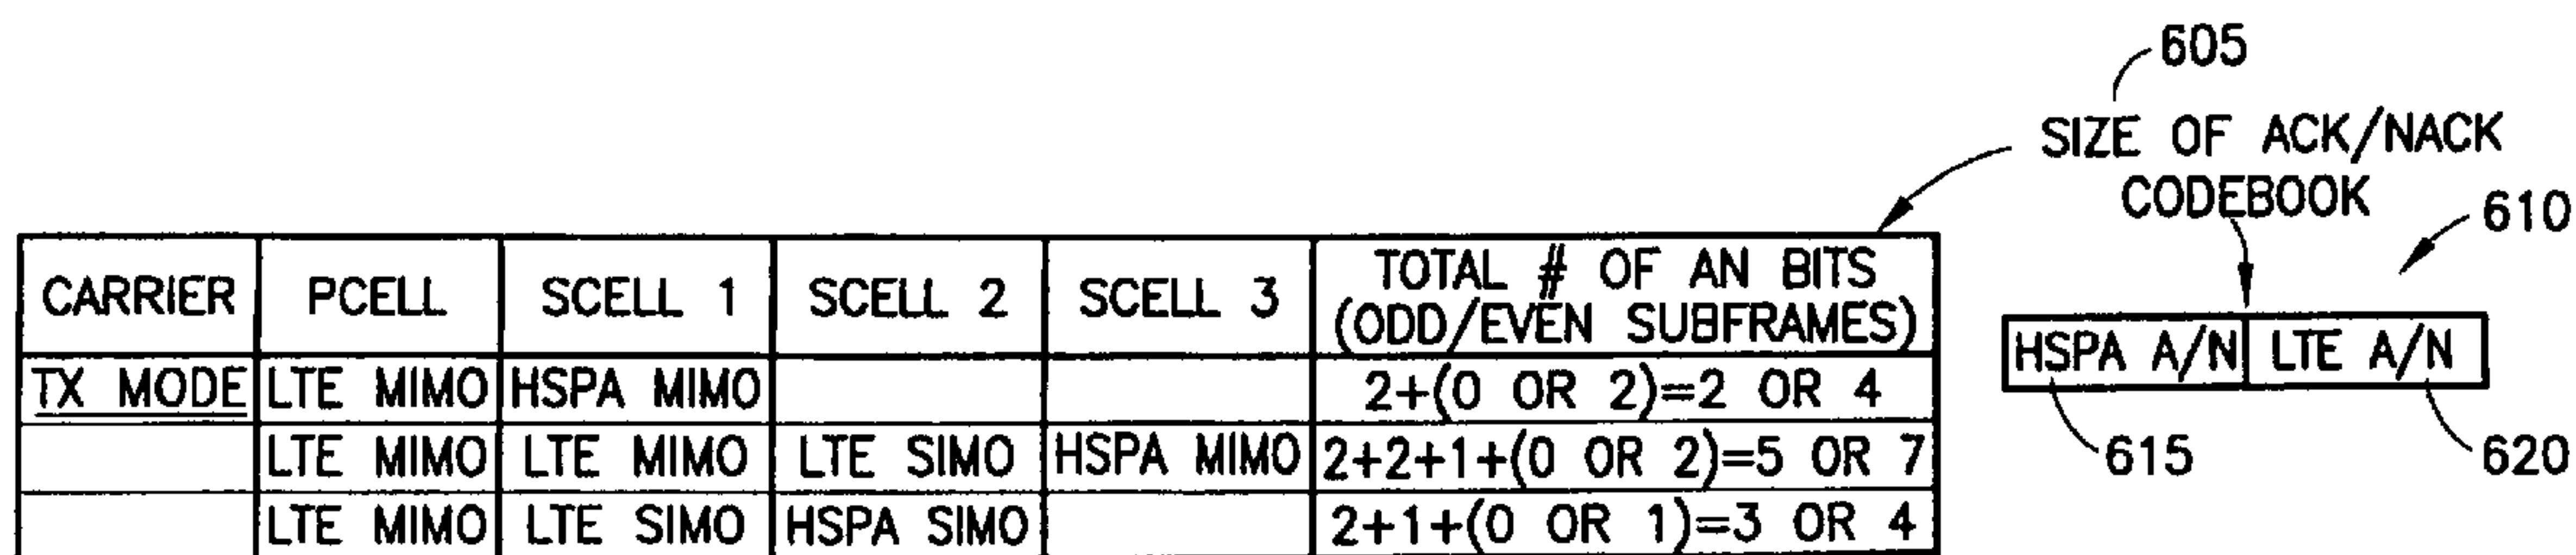 605
SIZE OF ACK/NACK
CODEBOOK
610
CARRIER PCELL SCELL 1 SCELL 2 SCELL 3 TOTAL # OF AN BITS
(ODD/EVEN SUBFRAMES)
TX MODE LTE MIMO HSPA MIMO 2+(0 OR 2)=2 OR 4
LTE MIMO LTE MIMO LTE SIMO HSPA MIMO 2+2+1+(0 OR 2)=5 OR 7
LTE MIMO LTE SIMO HSPA SIMO 2+1+(0 OR 1)=3 OR 4
HSPA A/N LTE A/N
615 620